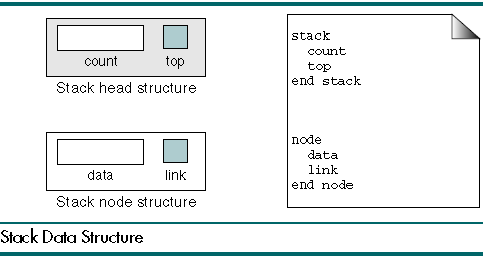 count top
Stack head structure
data link
Stack node structure
stack
count
top
end stack
node
data
link
end node
Stack Data Structure